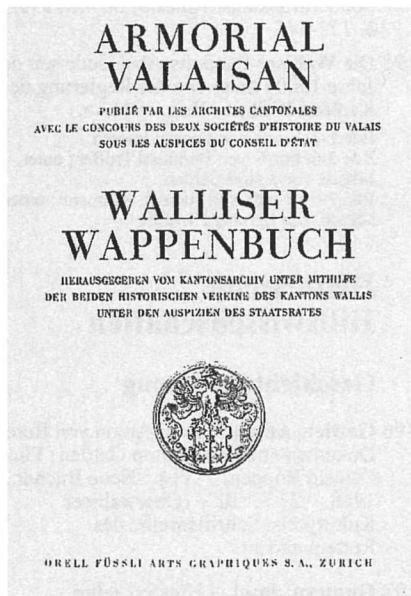 ARMORIAL
VALAISAN
PUBLIÉ PAR LES ARCHIVES CANTONALES
AVEC LE CONCOURS DES DEUX SOCIÉTÉS D'HISTOIRE DU VALAIS
SOUS LES AUSPICES DU CONSEIL D'ÉTAT
WALLISER
WAPPENBUCH
HERAUSGEGEBEN VOM KANTONSARCHIV UNTER MITHILFE
DER BEIDEN HISTORISCHEN VEREINE DES KANTONS WALLIS
UNTER DEN AUSPIZIEN DES STAATSRATES
ORELL FÜSSLI ARTS GRAPHIQUES S. A., ZURICH